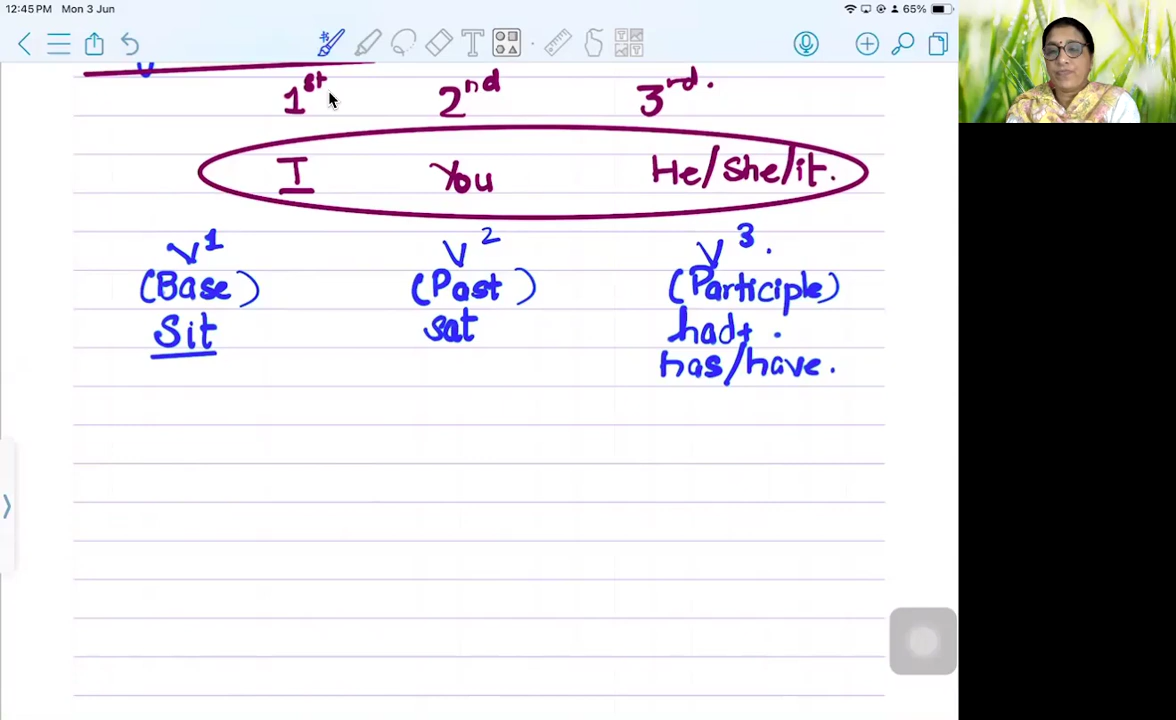 12:45 PM Mon 3 Jun 65%
1st 2nd 3rd.
I You He/She/it.
V1 V2 V3.
(Base) (Past) (Participle)
Sit sat had+.
has/have.